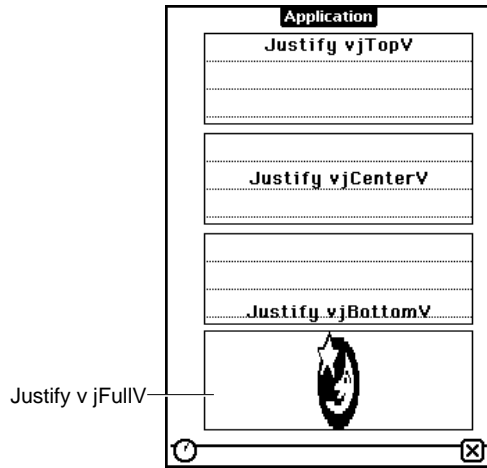 Application
Justify vjTopV
Justify vjCenterV
Justify vjBottomV
Justify v jFullV